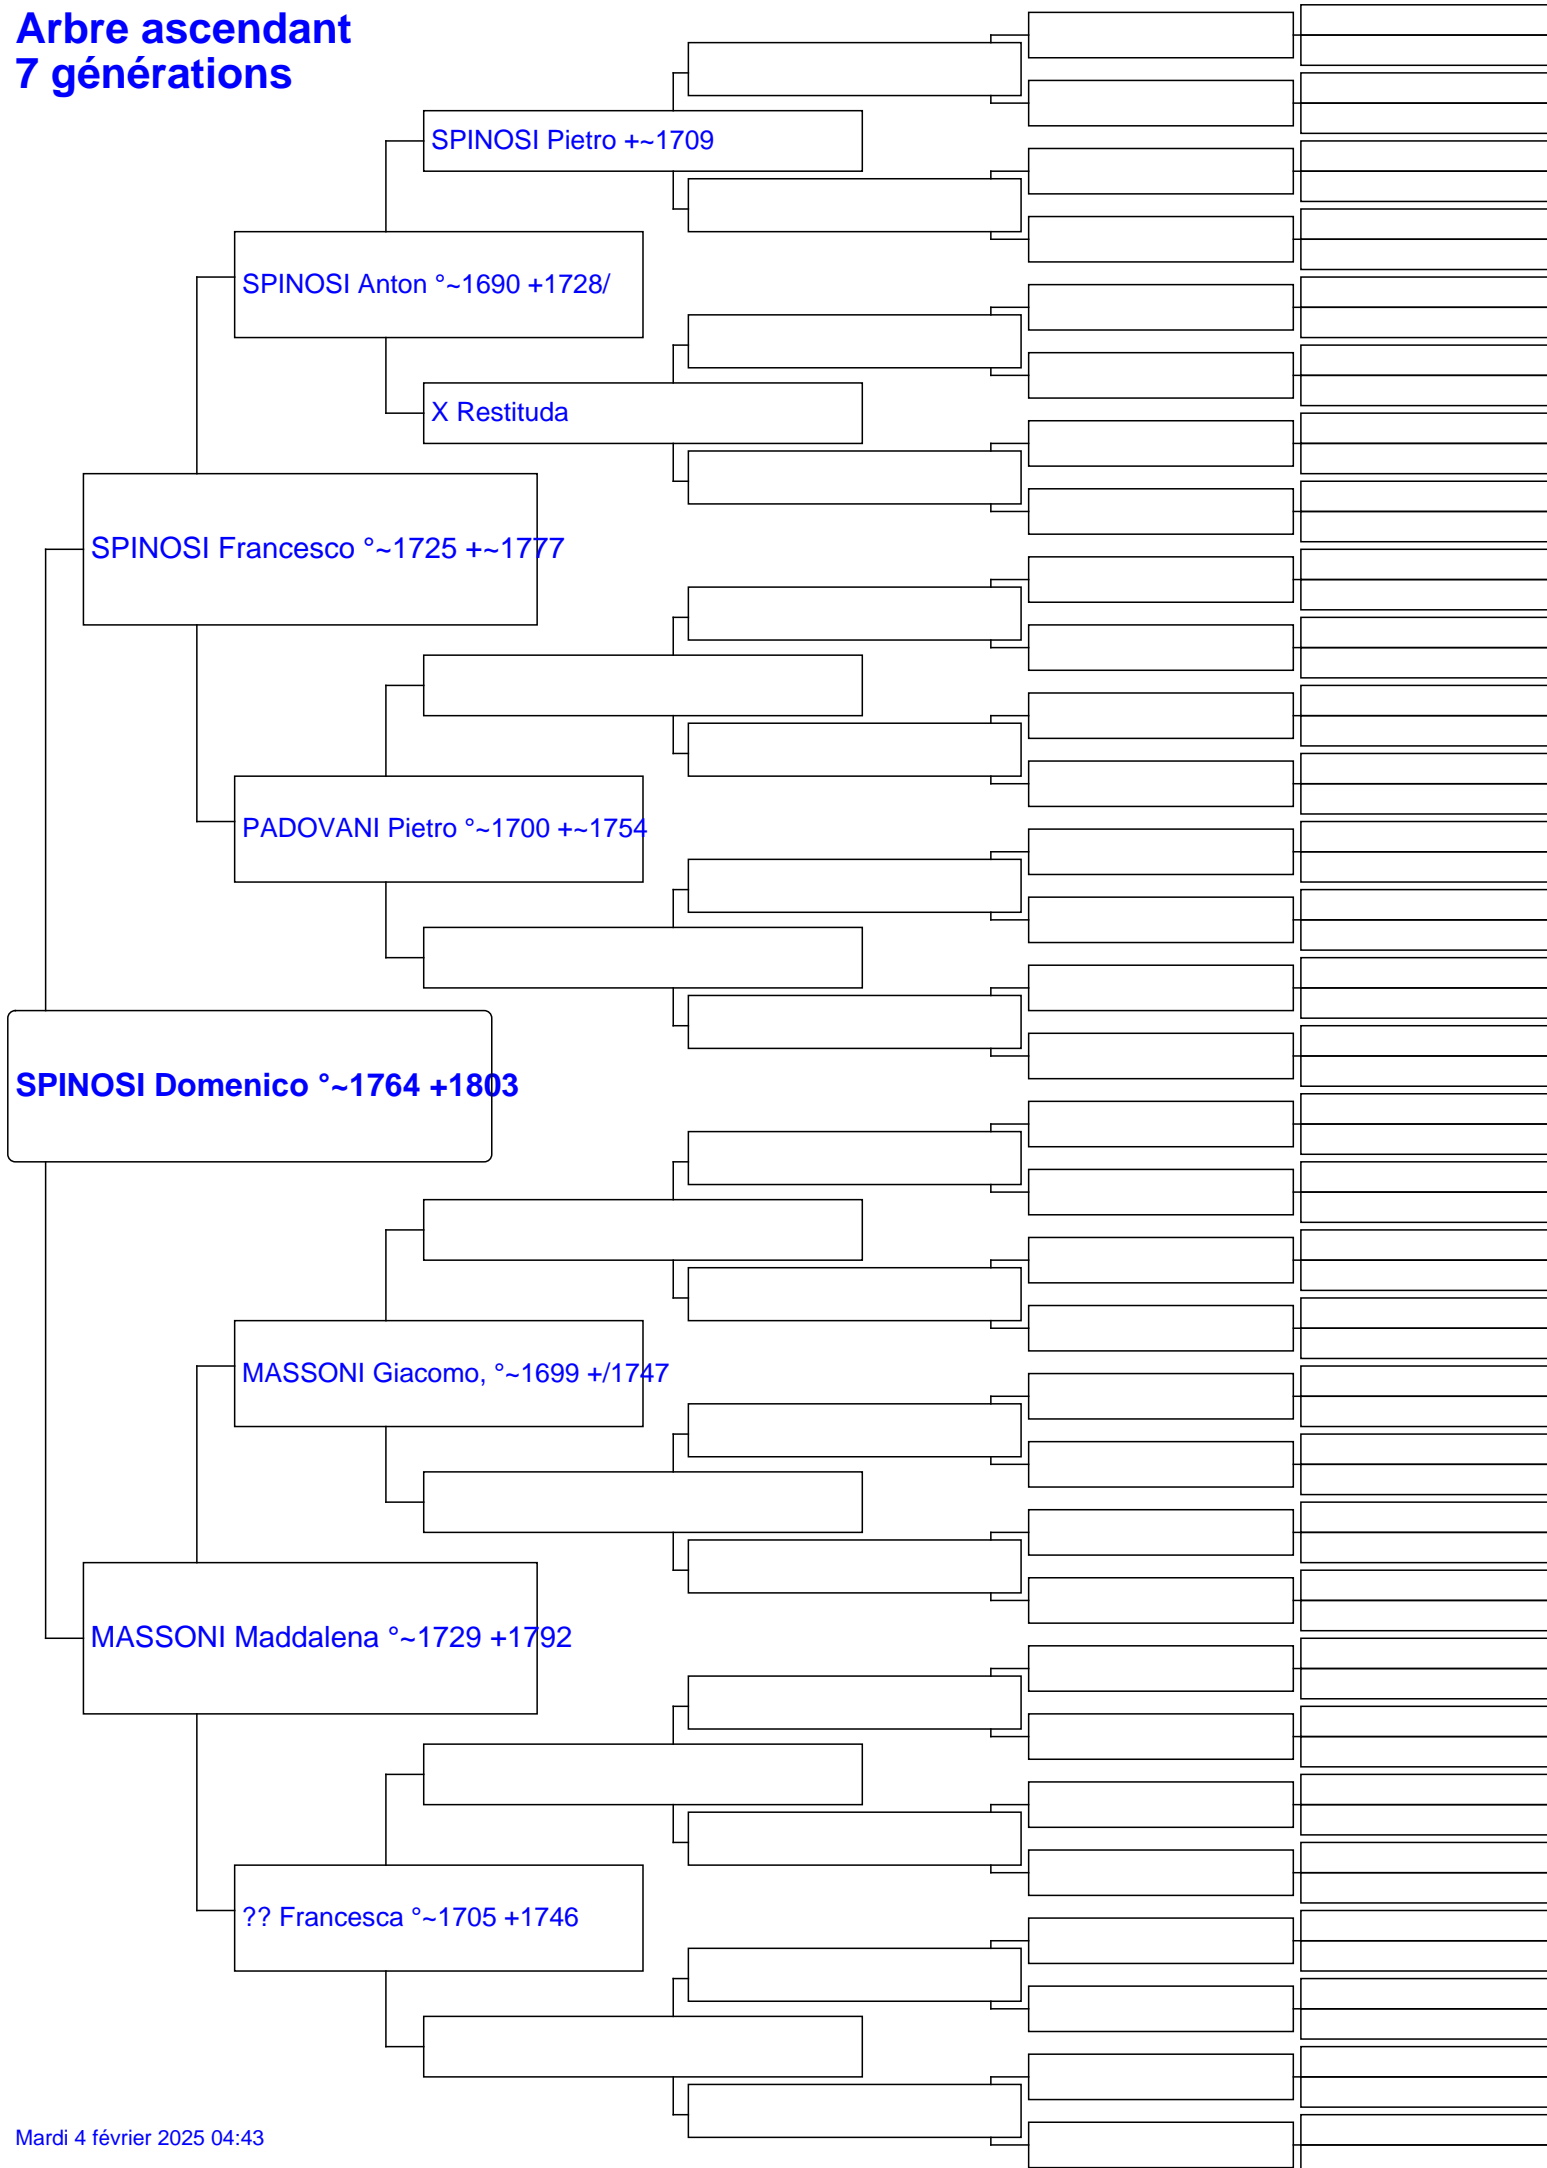 Arbre ascendant
7 générations
SPINOSI Pietro +~1709
SPINOSI Anton °~1690 +1728/
X Restituda
SPINOSI Francesco °~1725 +~1777
PADOVANI Pietro °~1700 +~1754
SPINOSI Domenico °~1764 +1803
MASSONI Giacomo, °~1699 +/1747
MASSONI Maddalena °~1729 +1792
?? Francesca °~1705 +1746
Mardi 4 février 2025 04:43